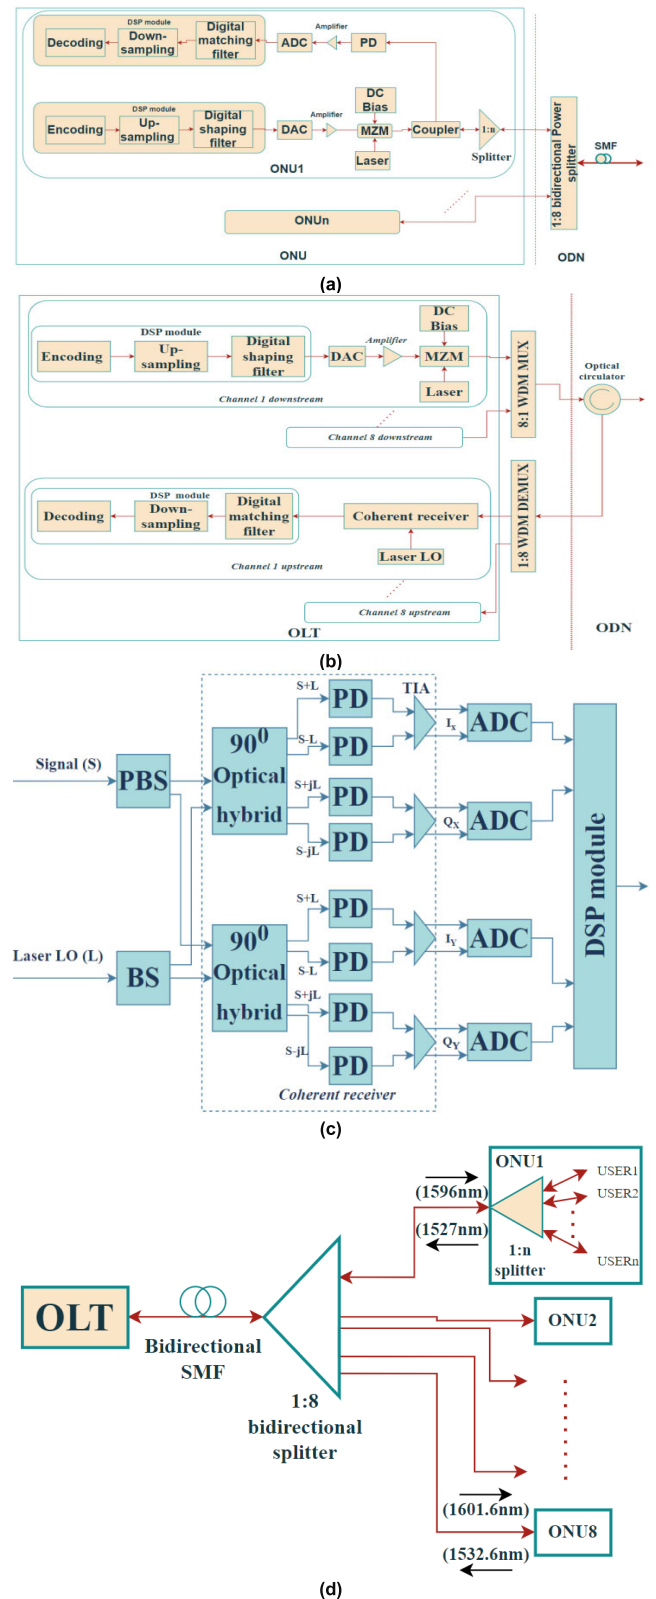 DSP module
Decoding
Down-
sampling
Digital
matching
filter
ADC
Amplifier
PD
DSP module
Encoding
Up-
sampling
Digital
shaping
filter
DAC
Amplifier
DC
Bias
MZM
Laser
Coupler
1:n
Splitter
ONU1
ONUn
ONU
1:8 bidirectional Power
splitter
SMF
ODN
(a)
DSP module
Encoding
Up-
sampling
Digital
shaping
filter
DAC
Amplifier
DC
Bias
MZM
Laser
Channel 1 downstream
Channel 8 downstream
8:1 WDM MUX
Optical
circulator
DSP module
Decoding
Down-
sampling
Digital
matching
filter
Coherent receiver
Laser LO
Channel 1 upstream
Channel 8 upstream
1:8 WDM DEMUX
OLT
ODN
(b)
Signal (S)
PBS
Laser LO (L)
BS
90⁰
Optical
hybrid
S+L
S-L
S+jL
S-jL
PD
PD
PD
PD
TIA
Iₓ
Q_X
ADC
ADC
90⁰
Optical
hybrid
S+L
S-L
S+jL
S-jL
PD
PD
PD
PD
I_Y
Q_Y
ADC
ADC
DSP module
Coherent receiver
(c)
ONU1
USER1
USER2
USERn
1:n
splitter
(1596nm)
(1527nm)
OLT
Bidirectional
SMF
1:8
bidirectional
splitter
ONU2
(1601.6nm)
ONU8
(1532.6nm)
(d)